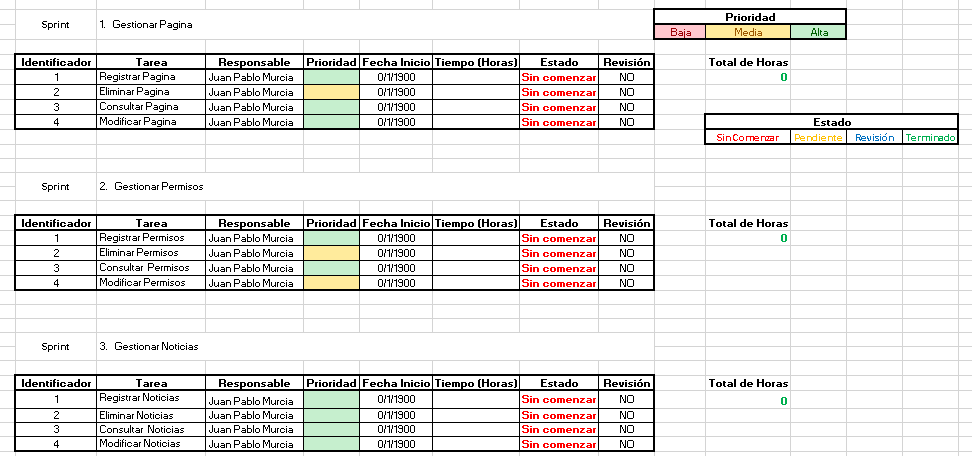 Sprint 1. Gestionar Pagina
Prioridad
Baja Media Alta
Identificador Tarea Responsable Prioridad Fecha Inicio Tiempo (Horas) Estado Revisión Total de Horas
1 Registrar Pagina Juan Pablo Murcia 0/1/1900 Sin comenzar NO 0
2 Eliminar Pagina Juan Pablo Murcia 0/1/1900 Sin comenzar NO
3 Consultar Pagina Juan Pablo Murcia 0/1/1900 Sin comenzar NO
4 Modificar Pagina Juan Pablo Murcia 0/1/1900 Sin comenzar NO
Estado
Sin Comenzar Pendiente Revisión Terminado
Sprint 2. Gestionar Permisos
Identificador Tarea Responsable Prioridad Fecha Inicio Tiempo (Horas) Estado Revisión Total de Horas
1 Registrar Permisos Juan Pablo Murcia 0/1/1900 Sin comenzar NO 0
2 Eliminar Permisos Juan Pablo Murcia 0/1/1900 Sin comenzar NO
3 Consultar Permisos Juan Pablo Murcia 0/1/1900 Sin comenzar NO
4 Modificar Permisos Juan Pablo Murcia 0/1/1900 Sin comenzar NO
Sprint 3. Gestionar Noticias
Identificador Tarea Responsable Prioridad Fecha Inicio Tiempo (Horas) Estado Revisión Total de Horas
1 Registrar Noticias Juan Pablo Murcia 0/1/1900 Sin comenzar NO 0
2 Eliminar Noticias Juan Pablo Murcia 0/1/1900 Sin comenzar NO
3 Consultar Noticias Juan Pablo Murcia 0/1/1900 Sin comenzar NO
4 Modificar Noticias Juan Pablo Murcia 0/1/1900 Sin comenzar NO